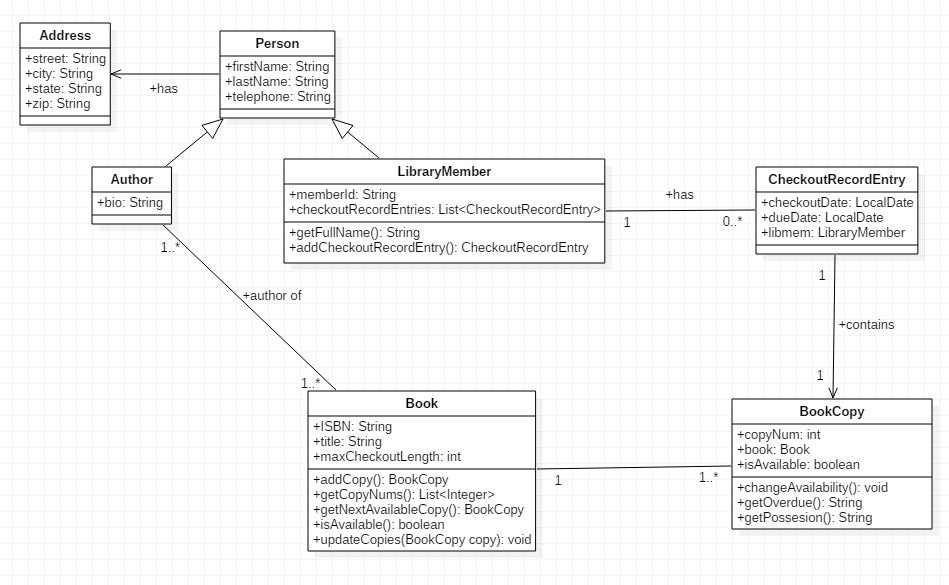 Address
+street: String
+city: String
+state: String
+zip: String
+has
Person
+firstName: String
+lastName: String
+telephone: String
Author
+bio: String
LibraryMember
+memberId: String
+checkoutRecordEntries: List<CheckoutRecordEntry>
+getFullName(): String
+addCheckoutRecordEntry(): CheckoutRecordEntry
+has
1
0..*
CheckoutRecordEntry
+checkoutDate: LocalDate
+dueDate: LocalDate
+libmem: LibraryMember
1..*
+author of
1..*
1
+contains
1
Book
+ISBN: String
+title: String
+maxCheckoutLength: int
+addCopy(): BookCopy
+getCopyNums(): List<Integer>
+getNextAvailableCopy(): BookCopy
+isAvailable(): boolean
+updateCopies(BookCopy copy): void
1
1..*
BookCopy
+copyNum: int
+book: Book
+isAvailable: boolean
+changeAvailability(): void
+getOverdue(): String
+getPossesion(): String